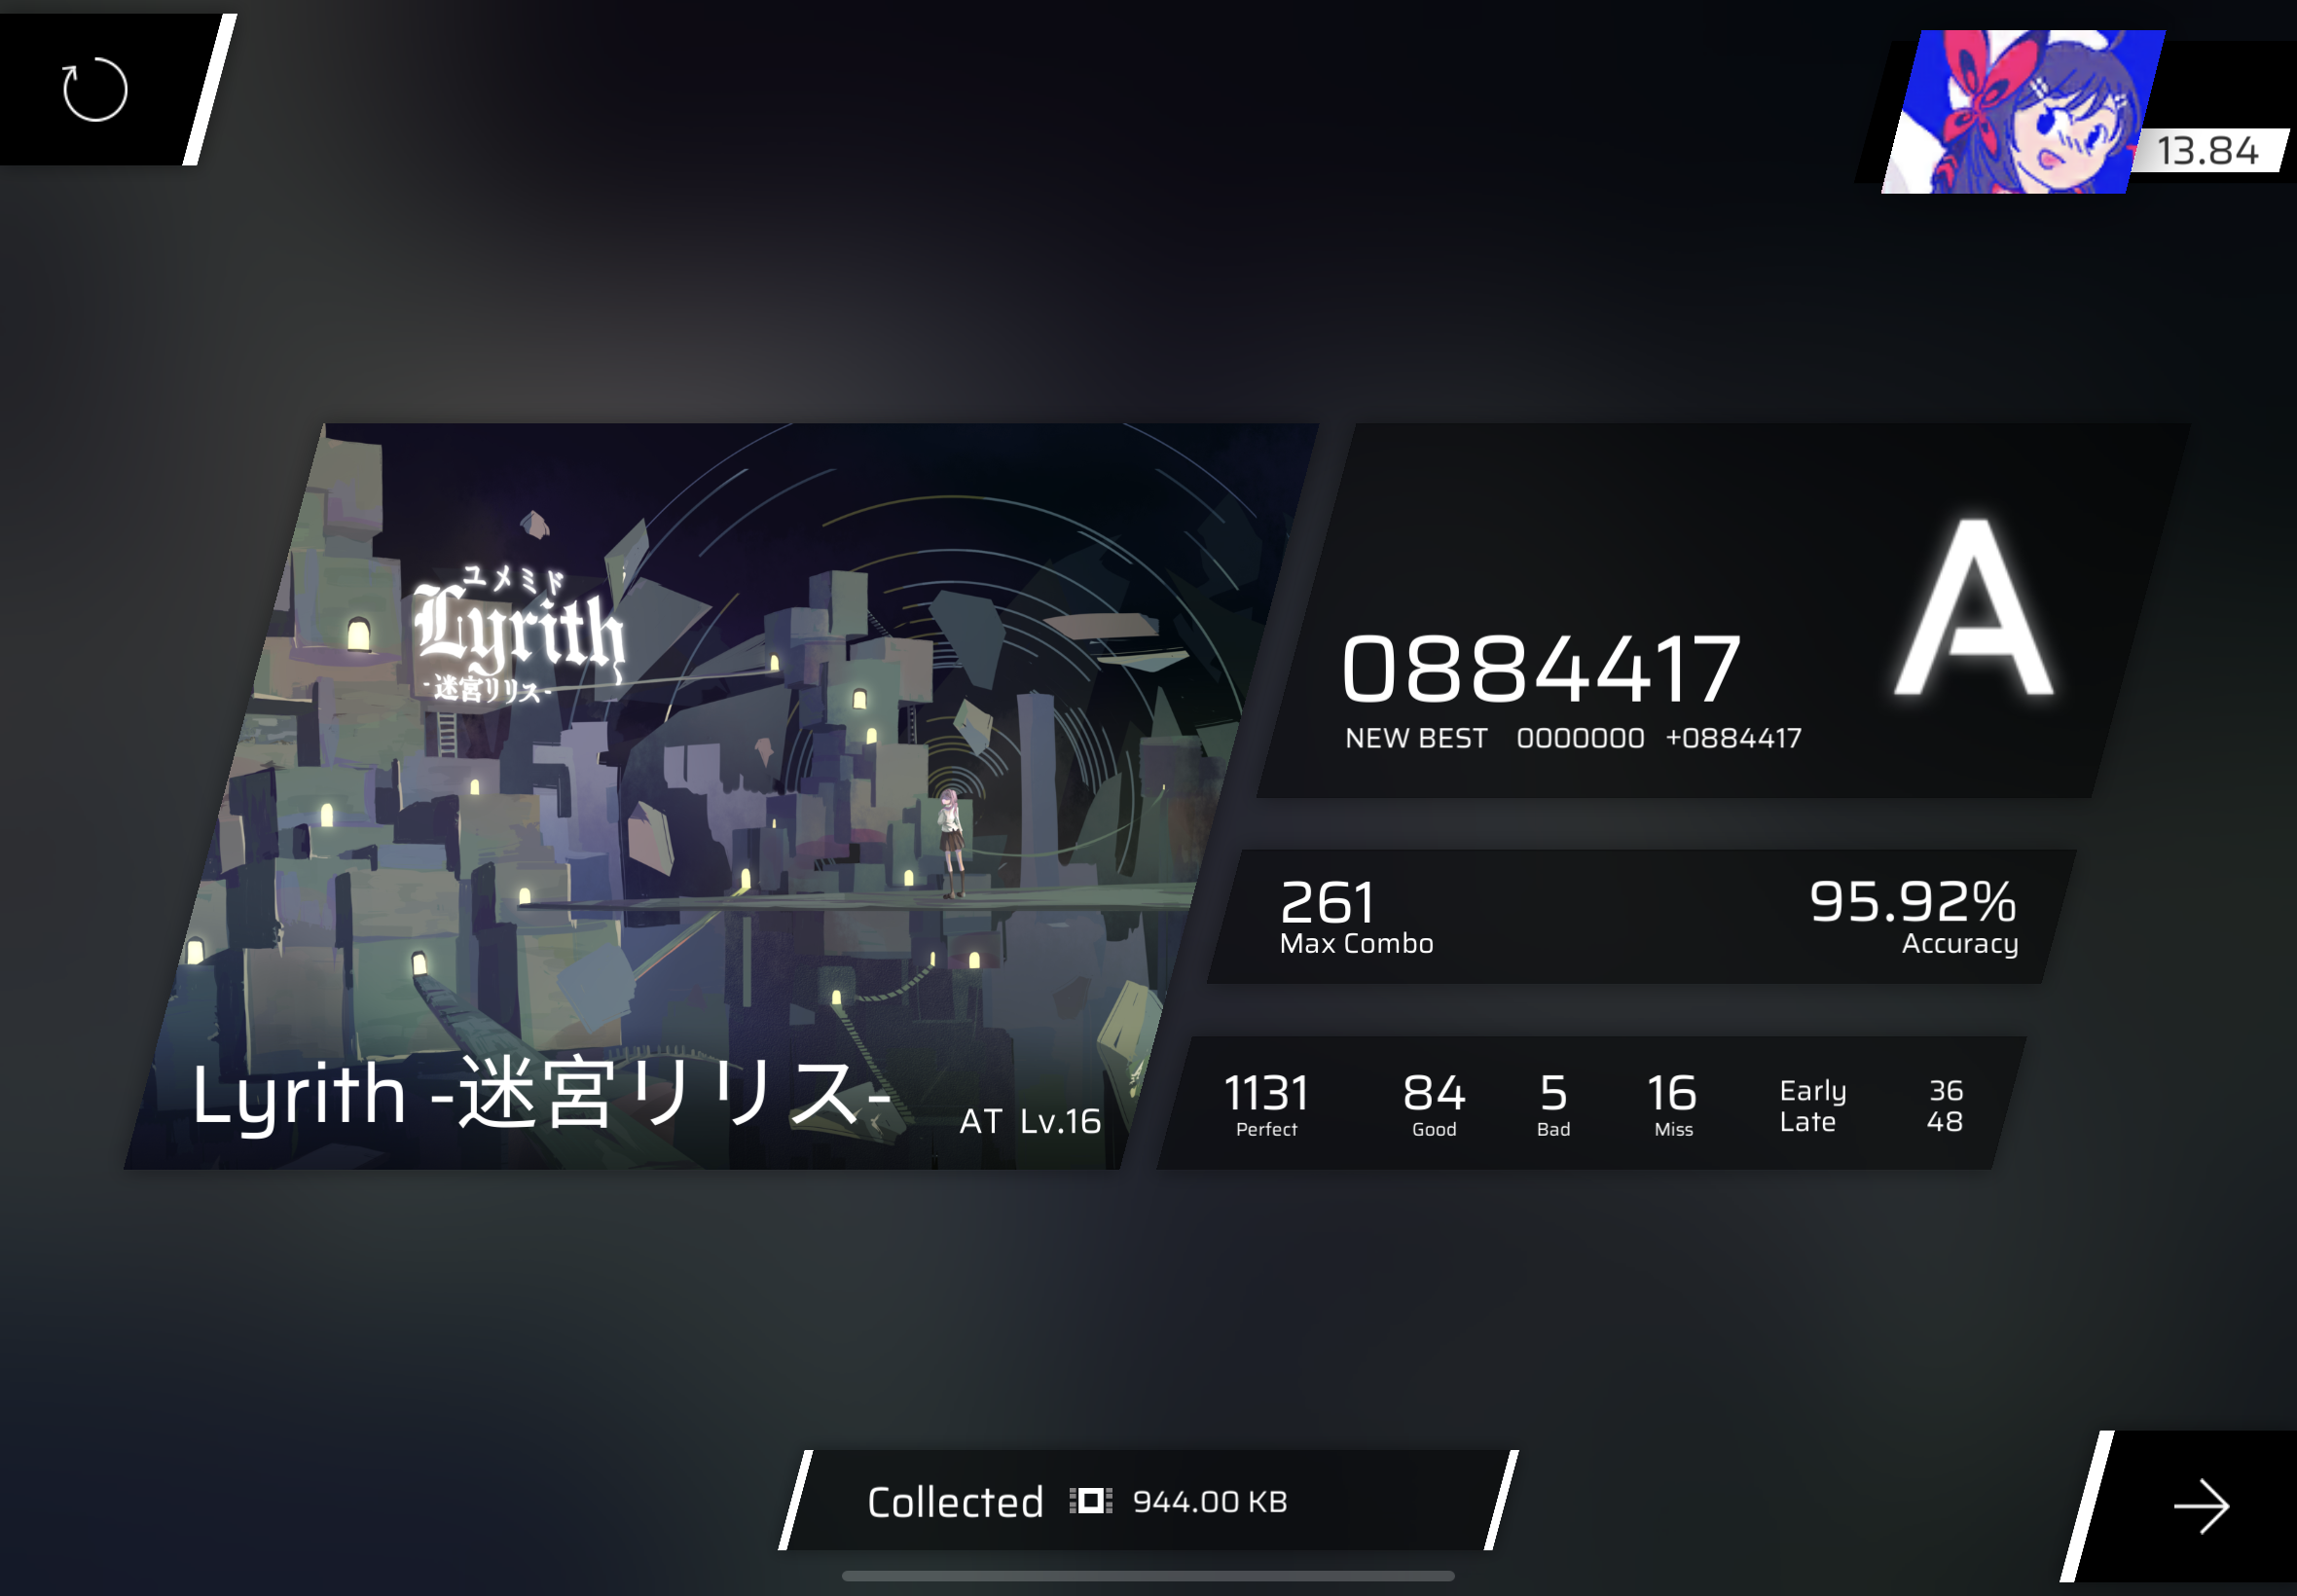 13.84
ユメミド
Lyrith
-迷宮リリス-
Lyrith -迷宮リリス-
AT Lv.16
A
0884417
NEW BEST 0000000 +0884417
261
Max Combo
95.92%
Accuracy
1131
Perfect
84
Good
5
Bad
16
Miss
Early 36
Late 48
Collected 944.00 KB